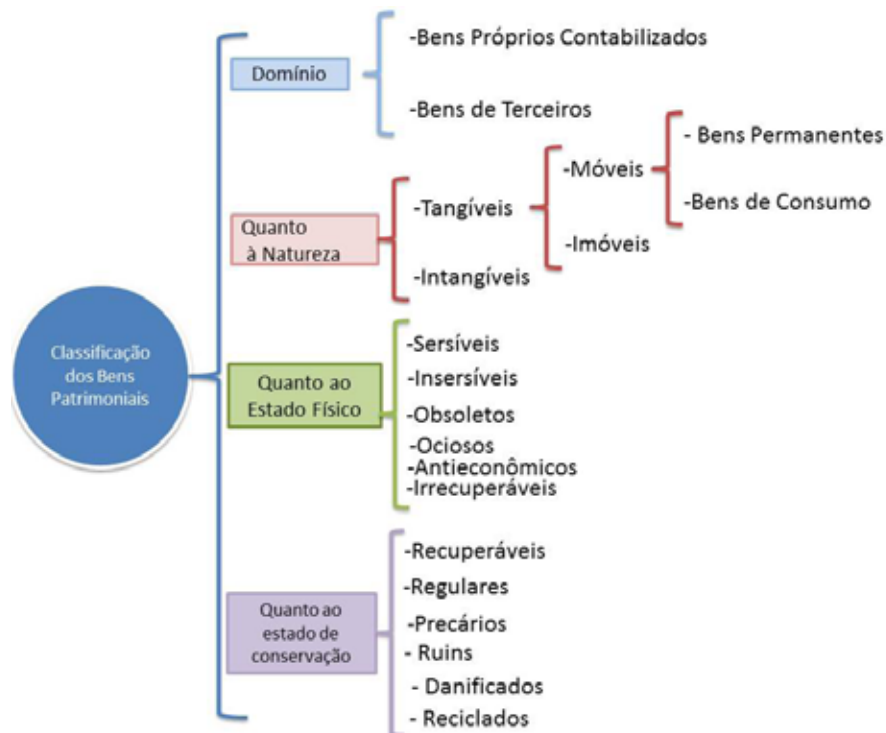 Classificação
dos Bens
Patrimoniais
Domínio
-Bens Próprios Contabilizados
-Bens de Terceiros
Quanto
à Natureza
-Tangíveis
-Móveis
- Bens Permanentes
-Bens de Consumo
-Imóveis
-Intangíveis
Quanto ao
Estado Físico
-Sersíveis
-Insersíveis
-Obsoletos
-Ociosos
-Antieconômicos
-Irrecuperáveis
Quanto ao
estado de
conservação
-Recuperáveis
-Regulares
-Precários
- Ruins
- Danificados
- Reciclados